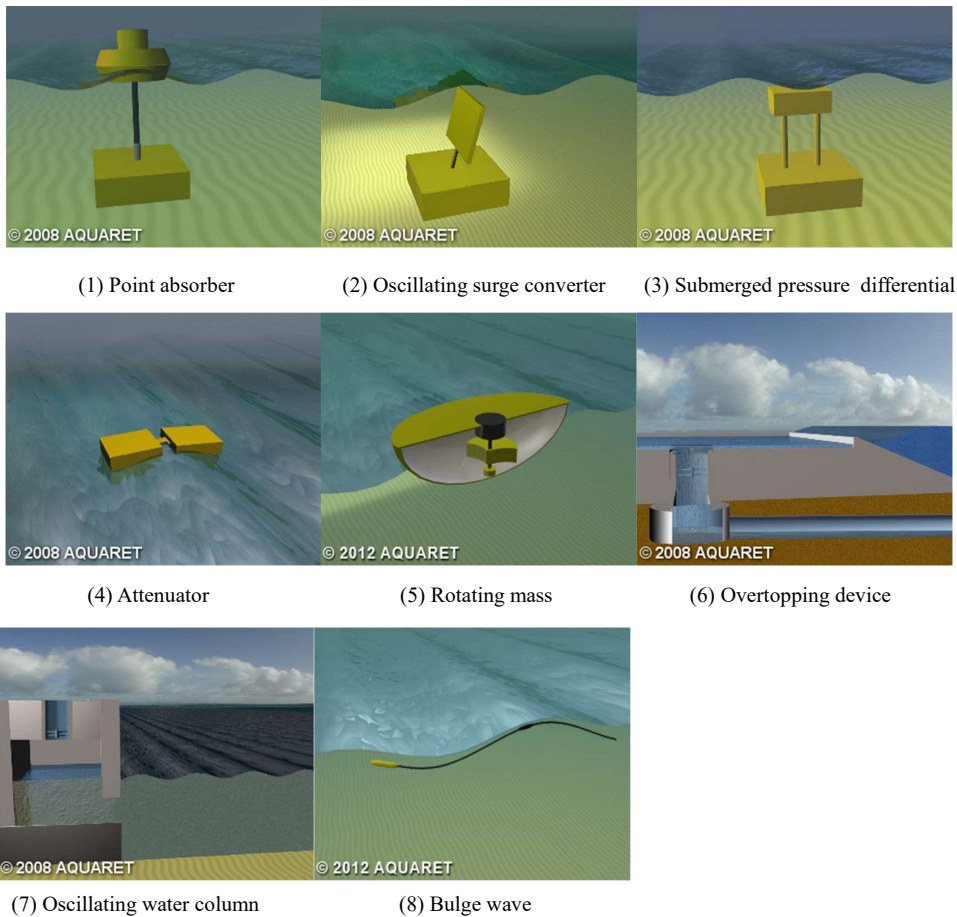 © 2008 AQUARET
© 2008 AQUARET
© 2008 AQUARET
(1) Point absorber
(2) Oscillating surge converter
(3) Submerged pressure differential
© 2008 AQUARET
© 2012 AQUARET
© 2008 AQUARET
(4) Attenuator
(5) Rotating mass
(6) Overtopping device
© 2008 AQUARET
© 2012 AQUARET
(7) Oscillating water column
(8) Bulge wave